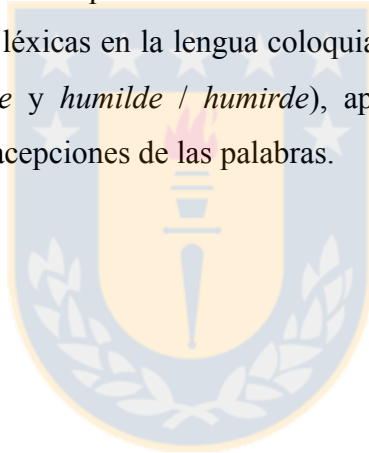 léxicas en la lengua coloquia
e y humilde / humirde), ap
acepciones de las palabras.